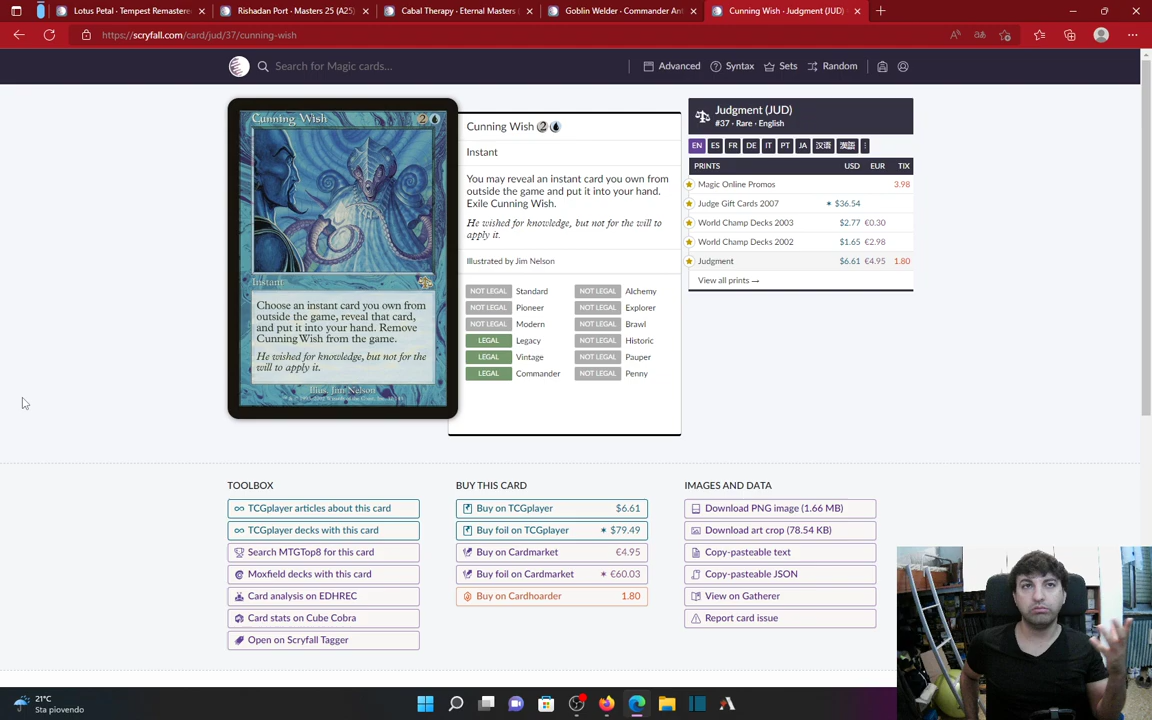 Lotus Petal · Tempest Remastere
Rishadan Port · Masters 25 (A25)
Cabal Therapy · Eternal Masters (
Goblin Welder · Commander Ant
Cunning Wish · Judgment (JUD) ·
https://scryfall.com/card/jud/37/cunning-wish
Search for Magic cards...
Advanced
Syntax
Sets
Random
Cunning Wish 2
Instant
Choose an instant card you own from
outside the game, reveal that card,
and put it into your hand. Remove
Cunning Wish from the game.
He wished for knowledge, but not for the
will to apply it.
Illus. Jim Nelson
Cunning Wish 2
Instant
You may reveal an instant card you own from
outside the game and put it into your hand.
Exile Cunning Wish.
He wished for knowledge, but not for the will to
apply it.
Illustrated by Jim Nelson
NOT LEGAL Standard NOT LEGAL Alchemy
NOT LEGAL Pioneer NOT LEGAL Explorer
NOT LEGAL Modern NOT LEGAL Brawl
LEGAL Legacy NOT LEGAL Historic
LEGAL Vintage NOT LEGAL Pauper
LEGAL Commander NOT LEGAL Penny
Judgment (JUD)
#37 · Rare · English
EN ES FR DE IT PT JA 汉语 漢語
PRINTS USD EUR TIX
Magic Online Promos 3.98
Judge Gift Cards 2007 $36.54
World Champ Decks 2003 $2.77 €0.30
World Champ Decks 2002 $1.65 €2.98
Judgment $6.61 €4.95 1.80
View all prints →
TOOLBOX
TCGplayer articles about this card
TCGplayer decks with this card
Search MTGTop8 for this card
Moxfield decks with this card
Card analysis on EDHREC
Card stats on Cube Cobra
Open on Scryfall Tagger
BUY THIS CARD
Buy on TCGplayer $6.61
Buy foil on TCGplayer $79.49
Buy on Cardmarket €4.95
Buy foil on Cardmarket €60.03
Buy on Cardhoarder 1.80
IMAGES AND DATA
Download PNG image (1.66 MB)
Download art crop (78.54 KB)
Copy-pasteable text
Copy-pasteable JSON
View on Gatherer
Report card issue
21°C
Sta piovendo